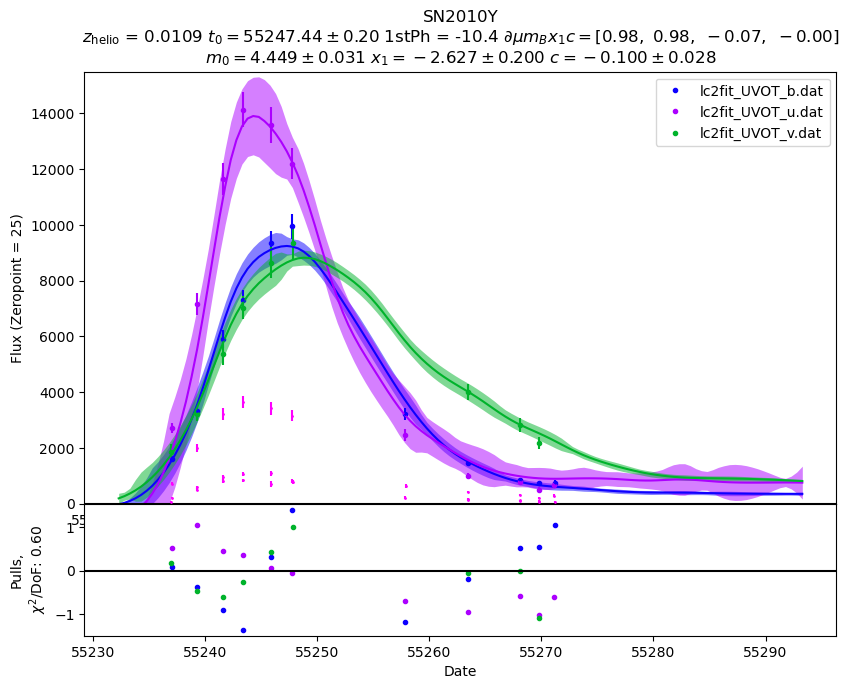 SN2010Y
z_helio = 0.0109 t_0 = 55247.44 ± 0.20 1stPh = -10.4 ∂μm_Bx_1c = [0.98, 0.98, −0.07, −0.00]
m_0 = 4.449 ± 0.031 x_1 = −2.627 ± 0.200 c = −0.100 ± 0.028
lc2fit_UVOT_b.dat
lc2fit_UVOT_u.dat
lc2fit_UVOT_v.dat
Flux (Zeropoint = 25)
14000
12000
10000
8000
6000
4000
2000
0
Pulls,
χ²/DoF: 0.60
1
0
−1
55230 55240 55250 55260 55270 55280 55290
Date